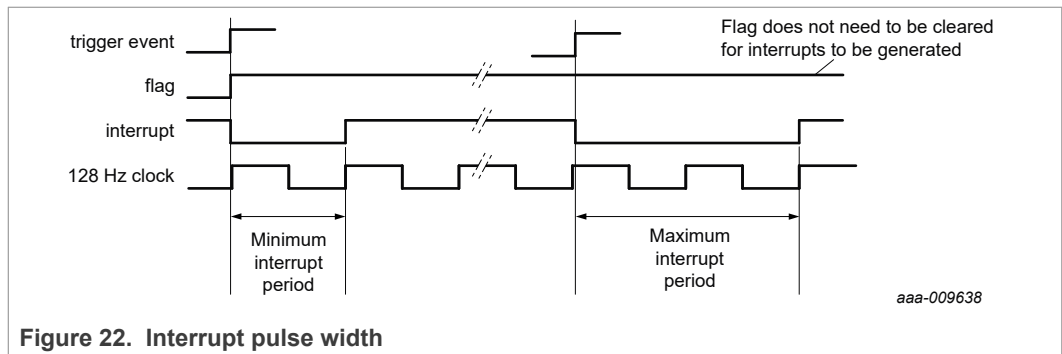 trigger event
Flag does not need to be cleared
for interrupts to be generated
flag
interrupt
128 Hz clock
Minimum
interrupt
period
Maximum
interrupt
period
aaa-009638
Figure 22. Interrupt pulse width